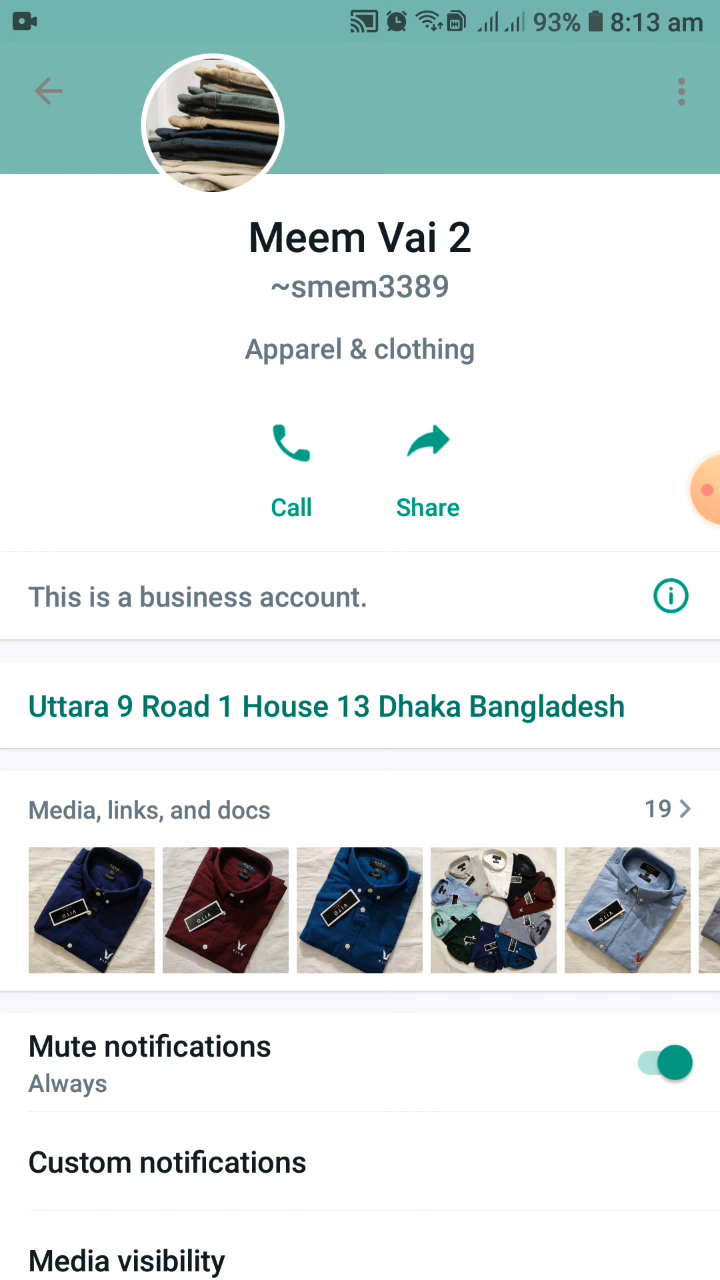 93% 8:13 am
Meem Vai 2
~smem3389
Apparel & clothing
Call Share
This is a business account.
Uttara 9 Road 1 House 13 Dhaka Bangladesh
Media, links, and docs 19
Mute notifications
Always
Custom notifications
Media visibility